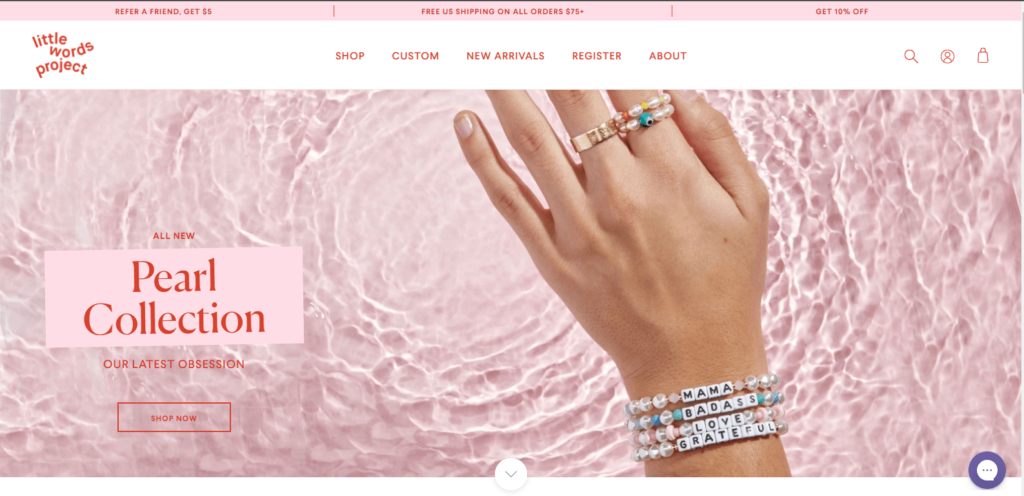 REFER A FRIEND, GET $5
FREE US SHIPPING ON ALL ORDERS $75+
GET 10% OFF
little
words
project
SHOP
CUSTOM
NEW ARRIVALS
REGISTER
ABOUT
ALL NEW
Pearl
Collection
OUR LATEST OBSESSION
SHOP NOW
MAMA
BADASS
LOVE
GRATEFUL